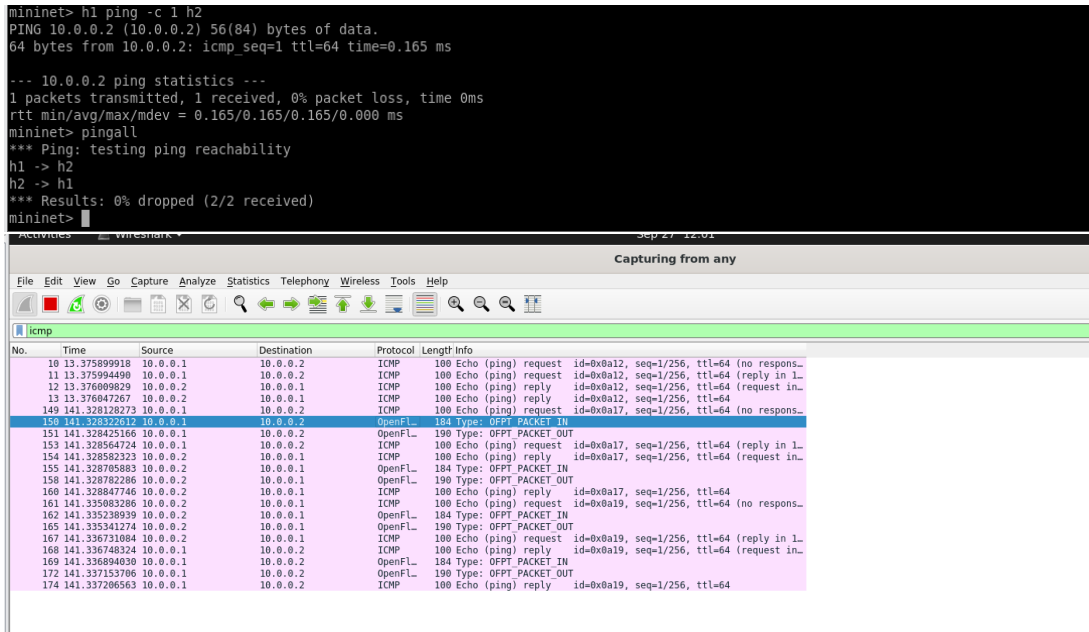 mininet> h1 ping -c 1 h2
PING 10.0.0.2 (10.0.0.2) 56(84) bytes of data.
64 bytes from 10.0.0.2: icmp_seq=1 ttl=64 time=0.165 ms
--- 10.0.0.2 ping statistics ---
1 packets transmitted, 1 received, 0% packet loss, time 0ms
rtt min/avg/max/mdev = 0.165/0.165/0.165/0.000 ms
mininet> pingall
*** Ping: testing ping reachability
h1 -> h2
h2 -> h1
*** Results: 0% dropped (2/2 received)
mininet>
Activities Wireshark Sep 27 12:01
Capturing from any
File Edit View Go Capture Analyze Statistics Telephony Wireless Tools Help
icmp
No. Time Source Destination Protocol Length Info
10 13.375899918 10.0.0.1 10.0.0.2 ICMP 100 Echo (ping) request id=0x0a12, seq=1/256, ttl=64 (no respons…
11 13.375994490 10.0.0.1 10.0.0.2 ICMP 100 Echo (ping) request id=0x0a12, seq=1/256, ttl=64 (reply in 1…
12 13.376009829 10.0.0.2 10.0.0.1 ICMP 100 Echo (ping) reply id=0x0a12, seq=1/256, ttl=64 (request in…
13 13.376047267 10.0.0.2 10.0.0.1 ICMP 100 Echo (ping) reply id=0x0a12, seq=1/256, ttl=64
149 141.328128273 10.0.0.1 10.0.0.2 ICMP 100 Echo (ping) request id=0x0a17, seq=1/256, ttl=64 (no respons…
150 141.328322612 10.0.0.1 10.0.0.2 OpenFl… 184 Type: OFPT_PACKET_IN
151 141.328425166 10.0.0.1 10.0.0.2 OpenFl… 190 Type: OFPT_PACKET_OUT
153 141.328564724 10.0.0.1 10.0.0.2 ICMP 100 Echo (ping) request id=0x0a17, seq=1/256, ttl=64 (reply in 1…
154 141.328582323 10.0.0.2 10.0.0.1 ICMP 100 Echo (ping) reply id=0x0a17, seq=1/256, ttl=64 (request in…
155 141.328705883 10.0.0.2 10.0.0.1 OpenFl… 184 Type: OFPT_PACKET_IN
158 141.328782286 10.0.0.2 10.0.0.1 OpenFl… 190 Type: OFPT_PACKET_OUT
160 141.328847746 10.0.0.2 10.0.0.1 ICMP 100 Echo (ping) reply id=0x0a17, seq=1/256, ttl=64
161 141.335083286 10.0.0.2 10.0.0.1 ICMP 100 Echo (ping) request id=0x0a19, seq=1/256, ttl=64 (no respons…
162 141.335238939 10.0.0.2 10.0.0.1 OpenFl… 184 Type: OFPT_PACKET_IN
165 141.335341274 10.0.0.2 10.0.0.1 OpenFl… 190 Type: OFPT_PACKET_OUT
167 141.336731084 10.0.0.2 10.0.0.1 ICMP 100 Echo (ping) request id=0x0a19, seq=1/256, ttl=64 (reply in 1…
168 141.336748324 10.0.0.1 10.0.0.2 ICMP 100 Echo (ping) reply id=0x0a19, seq=1/256, ttl=64 (request in…
169 141.336894030 10.0.0.1 10.0.0.2 OpenFl… 184 Type: OFPT_PACKET_IN
172 141.337153706 10.0.0.1 10.0.0.2 OpenFl… 190 Type: OFPT_PACKET_OUT
174 141.337206563 10.0.0.1 10.0.0.2 ICMP 100 Echo (ping) reply id=0x0a19, seq=1/256, ttl=64